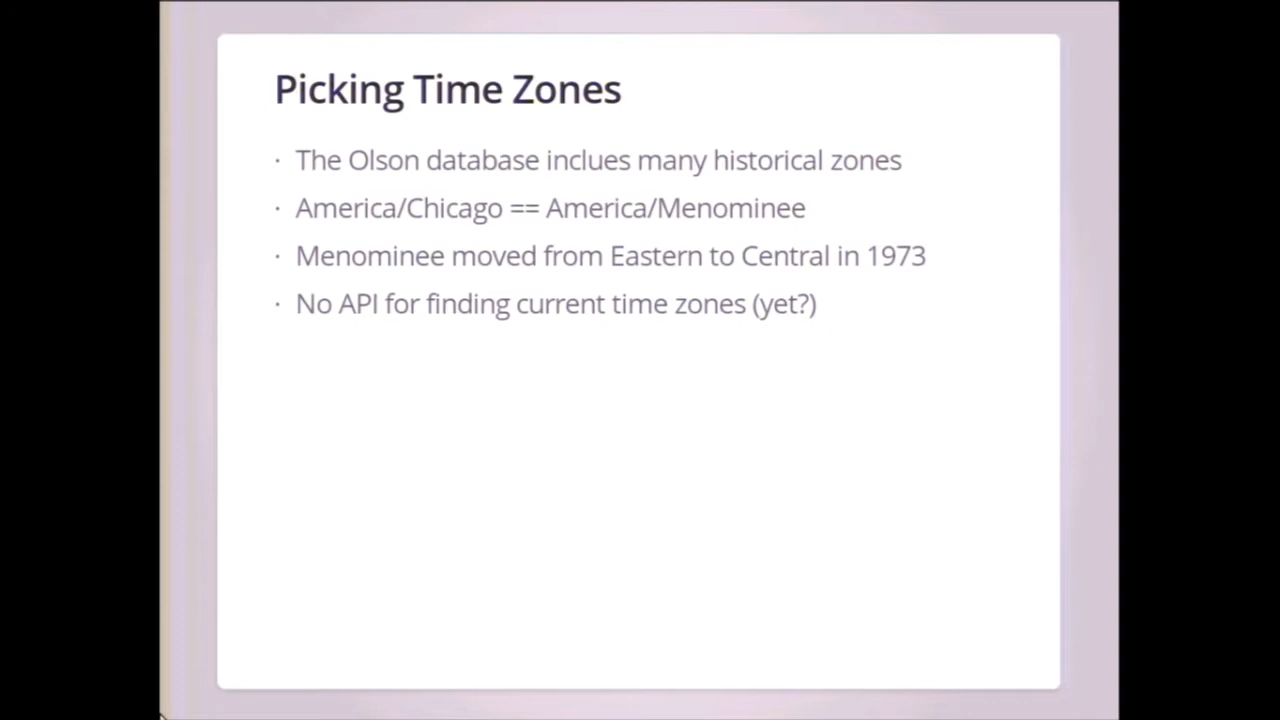 Picking Time Zones
· The Olson database inclues many historical zones
· America/Chicago == America/Menominee
· Menominee moved from Eastern to Central in 1973
· No API for finding current time zones (yet?)